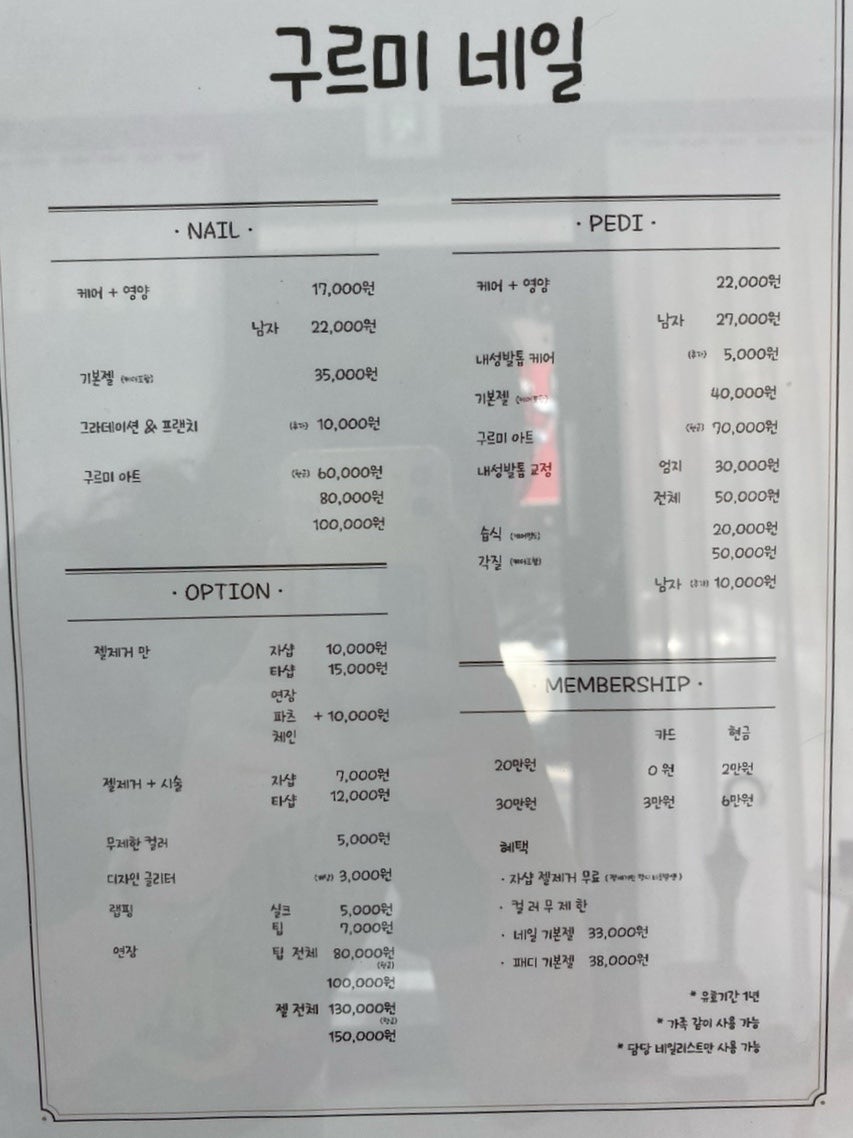 구르미 네일
· NAIL ·
케어 + 영양 17,000원
남자 22,000원
기본젤 (케어포함) 35,000원
그라데이션 & 프랜치 (추가) 10,000원
구르미 아트 60,000원
80,000원
100,000원
· OPTION ·
젤제거 만 자샵 10,000원
타샵 15,000원
연장
파츠 + 10,000원
체인
젤제거 + 시술 자샵 7,000원
타샵 12,000원
무제한 컬러 5,000원
디자인 글리터 3,000원
랩핑 실크 5,000원
팁 7,000원
연장 팁 전체 80,000원
100,000원
젤 전체 130,000원
150,000원
· PEDI ·
케어 + 영양 22,000원
남자 27,000원
내성발톱 케어 (추가) 5,000원
기본젤 40,000원
구르미 아트 70,000원
내성발톱 교정 엄지 30,000원
전체 50,000원
습식 20,000원
각질 (케어포함) 50,000원
남자 (추가) 10,000원
· MEMBERSHIP ·
카드 현금
20만원 0 원 2만원
30만원 3만원 6만원
혜택
· 자샵 젤제거 무료
· 컬러무제한
· 네일 기본젤 33,000원
· 패디 기본젤 38,000원
* 유효기간 1년
* 가족 같이 사용 가능
* 담당 네일리스트만 사용 가능